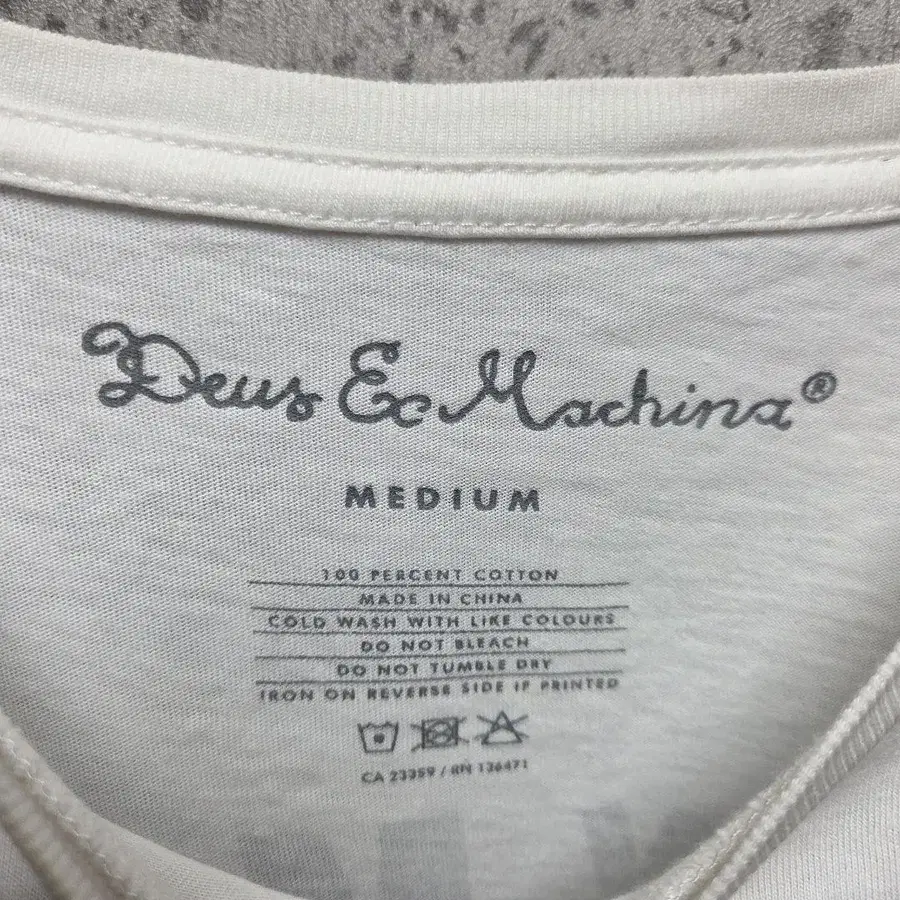 Deus Ex Machina®
MEDIUM
100 PERCENT COTTON
MADE IN CHINA
COLD WASH WITH LIKE COLOURS
DO NOT BLEACH
DO NOT TUMBLE DRY
IRON ON REVERSE SIDE IF PRINTED
CA 23359 / RN 136471